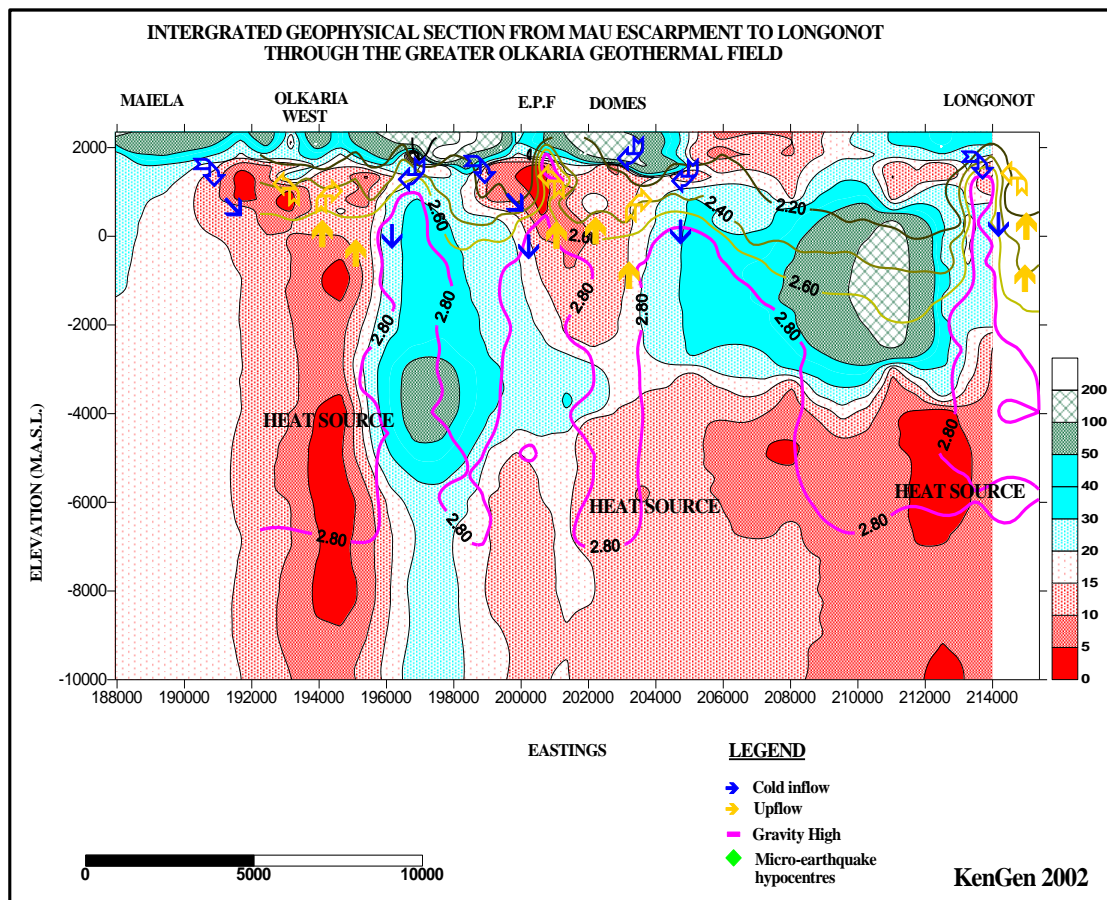 INTERGRATED GEOPHYSICAL SECTION FROM MAU ESCARPMENT TO LONGONOT
THROUGH THE GREATER OLKARIA GEOTHERMAL FIELD
MAIELA
OLKARIA
WEST
E.P.F
DOMES
LONGONOT
2000
0
-2000
-4000
-6000
-8000
-10000
ELEVATION (M.A.S.L.)
2.60
2.80
2.80
2.80
2.80
2.80
2.80
2.80
2.40
2.20
2.60
2.80
2.80
2.80
HEAT SOURCE
HEAT SOURCE
HEAT SOURCE
200
100
50
40
30
20
15
10
5
0
188000
190000
192000
194000
196000
198000
200000
202000
204000
206000
208000
210000
212000
214000
EASTINGS
LEGEND
Cold inflow
Upflow
Gravity High
Micro-earthquake
hypocentres
0
5000
10000
KenGen 2002